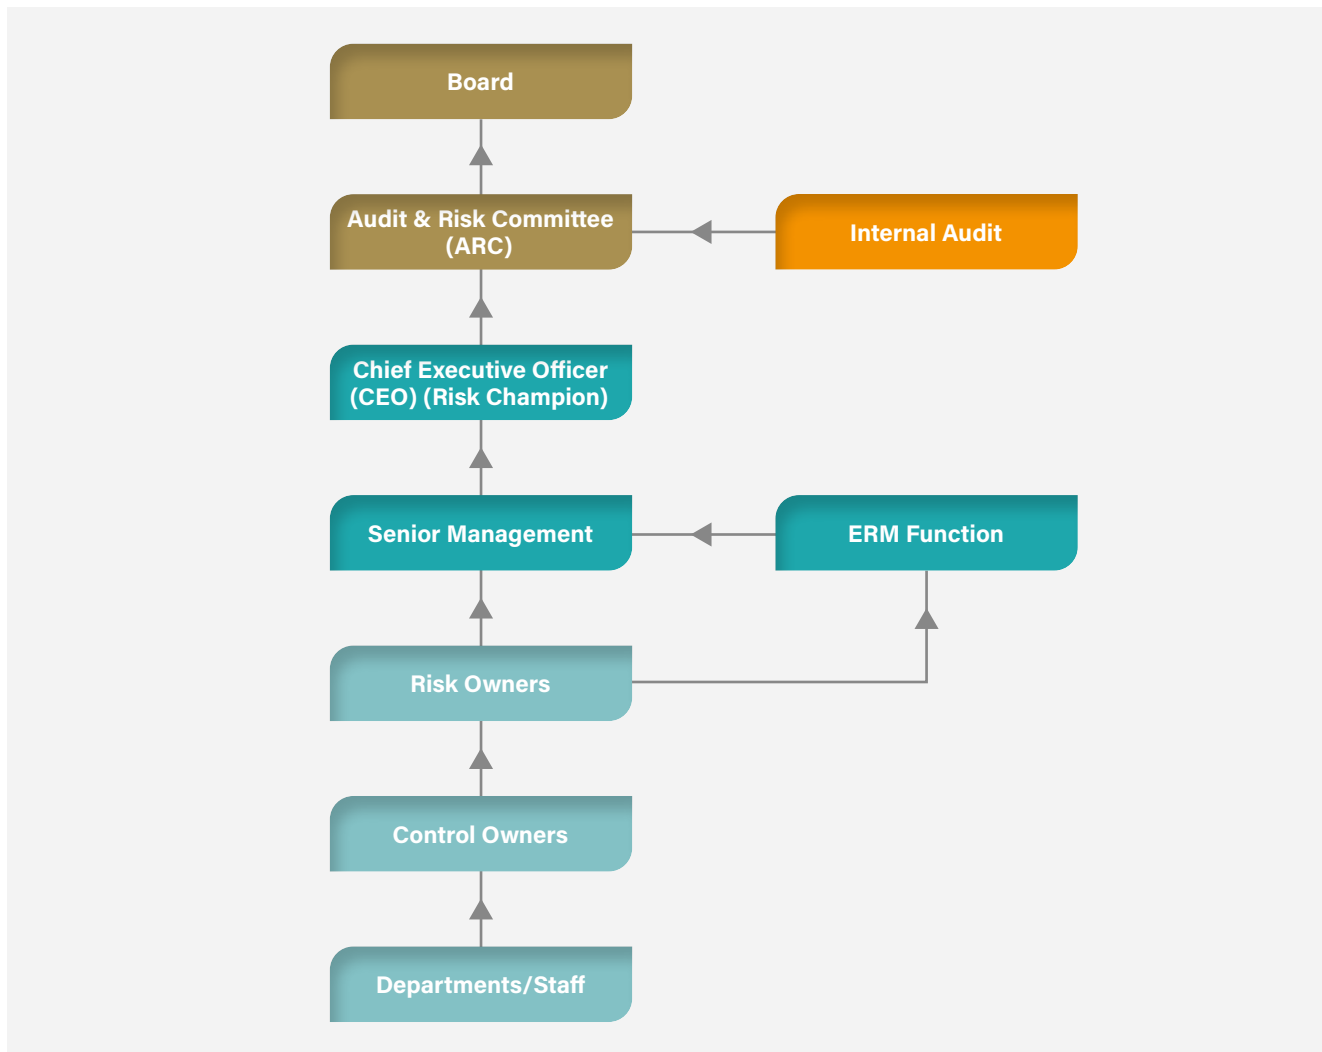 Board
Audit & Risk Committee
(ARC)
Internal Audit
Chief Executive Officer
(CEO) (Risk Champion)
Senior Management
ERM Function
Risk Owners
Control Owners
Departments/Staff